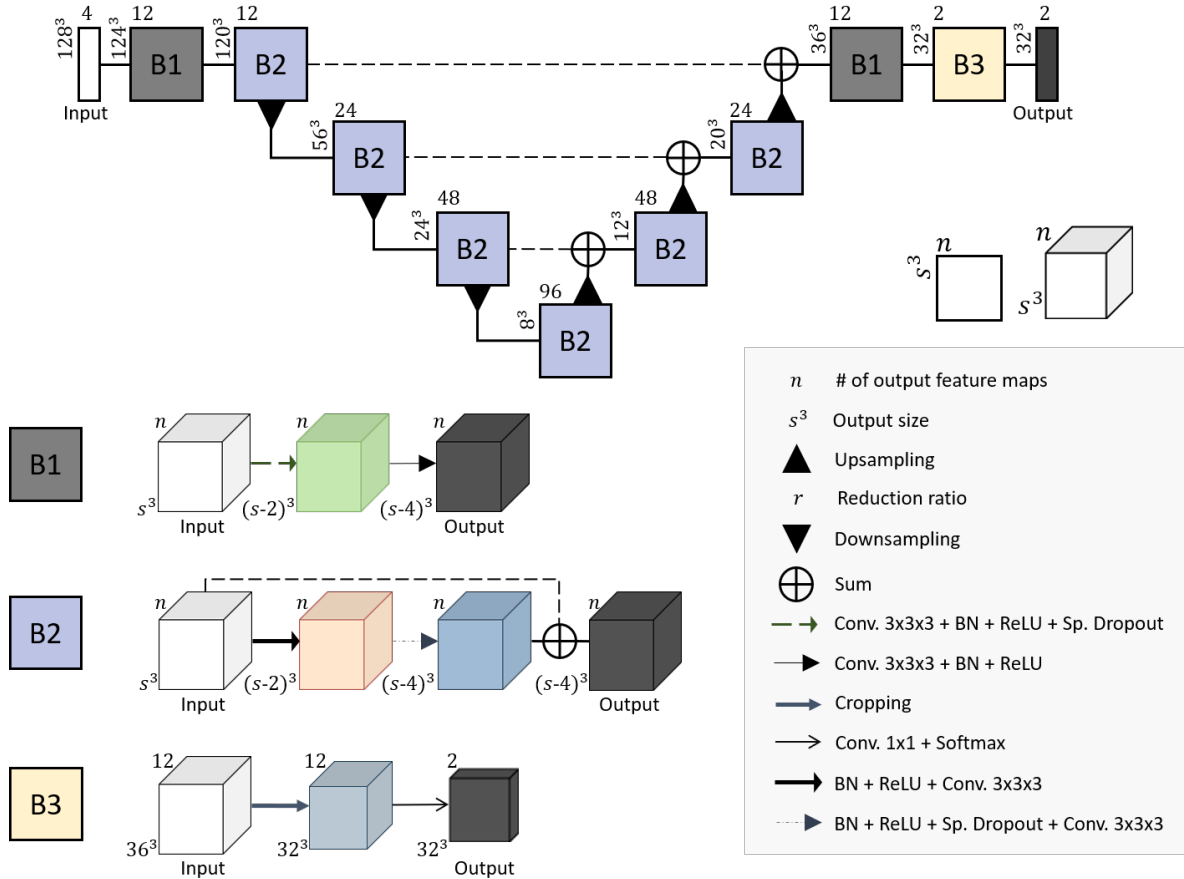 4 12 12 12 2 2
128³ 124³ 120³ 36³ 32³ 32³
B1 B2 B1 B3
Input Output
24 24
56³ 20³
B2 B2
48 48
24³ 12³
B2 B2
96
8³
B2
n n
s³ s³
n # of output feature maps
s³ Output size
Upsampling
r Reduction ratio
Downsampling
Sum
Conv. 3x3x3 + BN + ReLU + Sp. Dropout
Conv. 3x3x3 + BN + ReLU
Cropping
Conv. 1x1 + Softmax
BN + ReLU + Conv. 3x3x3
BN + ReLU + Sp. Dropout + Conv. 3x3x3
B1
n n n
s³ (s-2)³ (s-4)³
Input Output
B2
n n n n
s³ (s-2)³ (s-4)³ (s-4)³
Input Output
B3
12 12 2
36³ 32³ 32³
Input Output